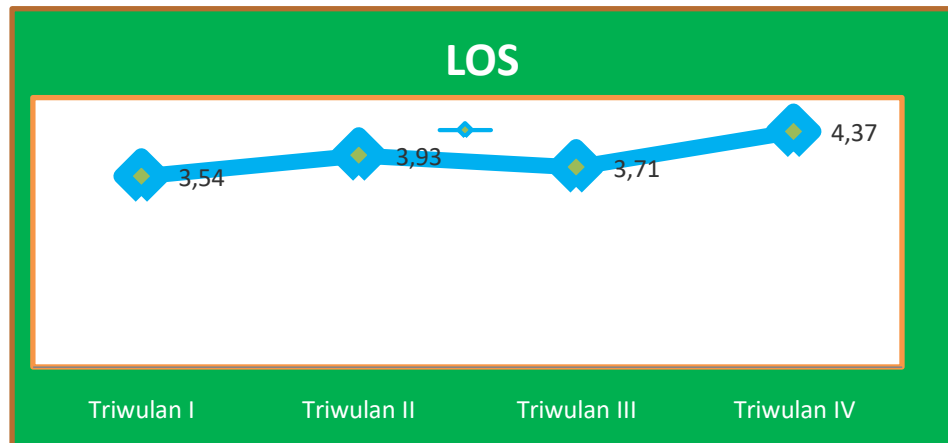 LOS
3,54
3,93
3,71
4,37
Triwulan I
Triwulan II
Triwulan III
Triwulan IV